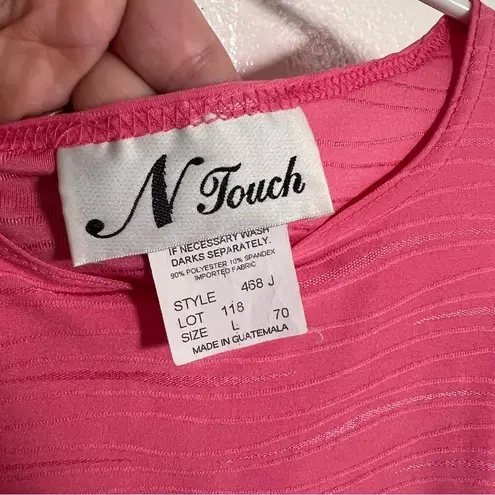 N Touch
IF NECESSARY WASH
DARKS SEPARATELY.
90% POLYESTER 10% SPANDEX
IMPORTED FABRIC
STYLE 468 J
LOT 118
SIZE L 70
MADE IN GUATEMALA